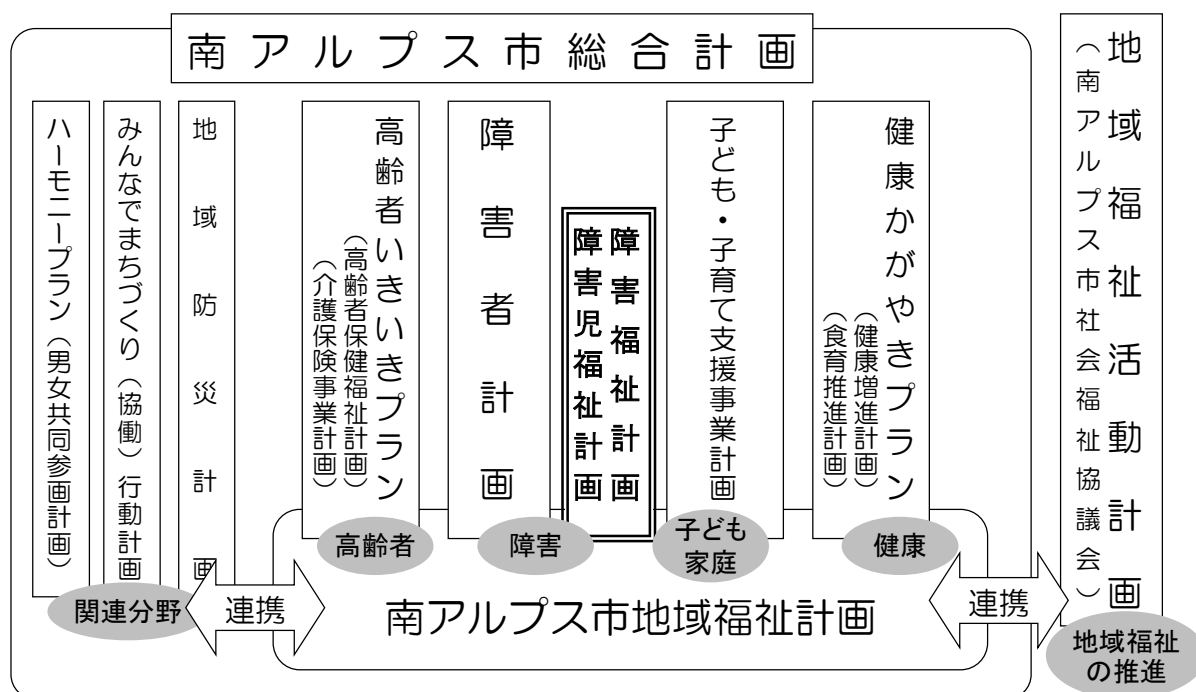 南アルプス市総合計画
ハーモニープラン（男女共同参画計画）
みんなでまちづくり（協働）行動計画
地域防災計画
関連分野
連携
高齢者いきいきプラン
（高齢者保健福祉計画）
（介護保険事業計画）
高齢者
障害者計画
障害
障害福祉計画
障害児福祉計画
子ども・子育て支援事業計画
子ども
家庭
健康かがやきプラン
（健康増進計画）
（食育推進計画）
健康
南アルプス市地域福祉計画
連携
地域福祉活動計画
（南アルプス市社会福祉協議会）
地域福祉
の推進